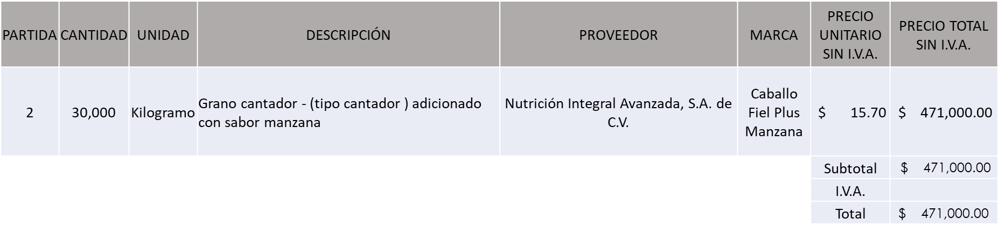 PARTIDA CANTIDAD UNIDAD DESCRIPCIÓN PROVEEDOR MARCA PRECIO UNITARIO SIN I.V.A. PRECIO TOTAL SIN I.V.A.
2 30,000 Kilogramo Grano cantador - (tipo cantador ) adicionado con sabor manzana Nutrición Integral Avanzada, S.A. de C.V. Caballo Fiel Plus Manzana $ 15.70 $ 471,000.00
Subtotal $ 471,000.00
I.V.A.
Total $ 471,000.00